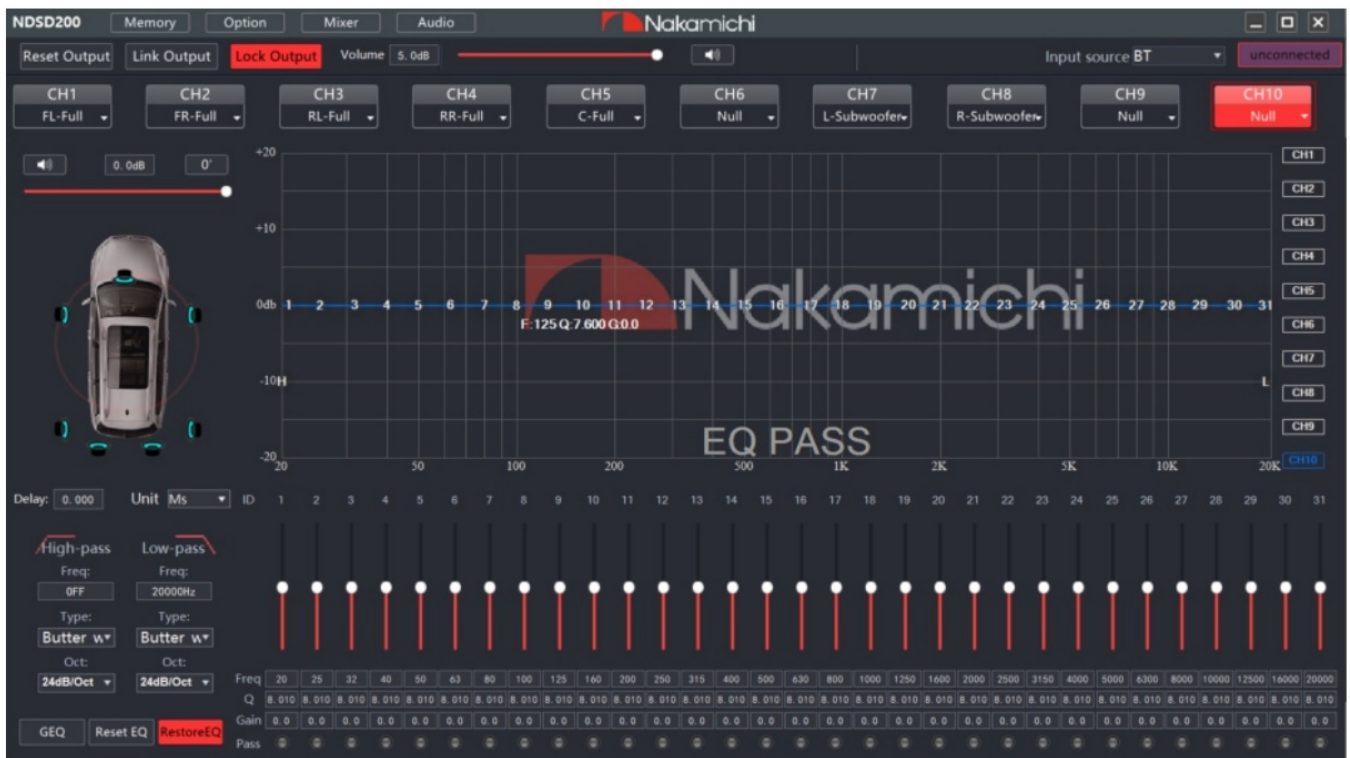 NDSD200 Memory Option Mixer Audio Nakamichi
Reset Output Link Output Lock Output Volume 5.0dB Input source BT unconnected
CH1 CH2 CH3 CH4 CH5 CH6 CH7 CH8 CH9 CH10
FL-Full FR-Full RL-Full RR-Full C-Full Null L-Subwoofer R-Subwoofer Null Null
0.0dB 0° +20 CH1
CH2
+10 CH3
CH4
Nakamichi
0db 1 2 3 4 5 6 7 8 9 10 11 12 13 14 15 16 17 18 19 20 21 22 23 24 25 26 27 28 29 30 31 CH5
F:125 Q:7.600 G:0.0 CH6
CH7
-10 H L CH8
EQ PASS CH9
-20 20 50 100 200 500 1K 2K 5K 10K 20K CH10
Delay: 0.000 Unit Ms ID 1 2 3 4 5 6 7 8 9 10 11 12 13 14 15 16 17 18 19 20 21 22 23 24 25 26 27 28 29 30 31
High-pass Low-pass
Freq: Freq:
OFF 20000Hz
Type: Type:
Butter w Butter w
Oct: Oct:
24dB/Oct 24dB/Oct
Freq 20 25 32 40 50 63 80 100 125 160 200 250 315 400 500 630 800 1000 1250 1600 2000 2500 3150 4000 5000 6300 8000 10000 12500 16000 20000
Q 8.010 8.010 8.010 8.010 8.010 8.010 8.010 8.010 8.010 8.010 8.010 8.010 8.010 8.010 8.010 8.010 8.010 8.010 8.010 8.010 8.010 8.010 8.010 8.010 8.010 8.010 8.010 8.010 8.010 8.010 8.010
Gain 0.0 0.0 0.0 0.0 0.0 0.0 0.0 0.0 0.0 0.0 0.0 0.0 0.0 0.0 0.0 0.0 0.0 0.0 0.0 0.0 0.0 0.0 0.0 0.0 0.0 0.0 0.0 0.0 0.0 0.0 0.0
GEQ Reset EQ RestoreEQ
Pass